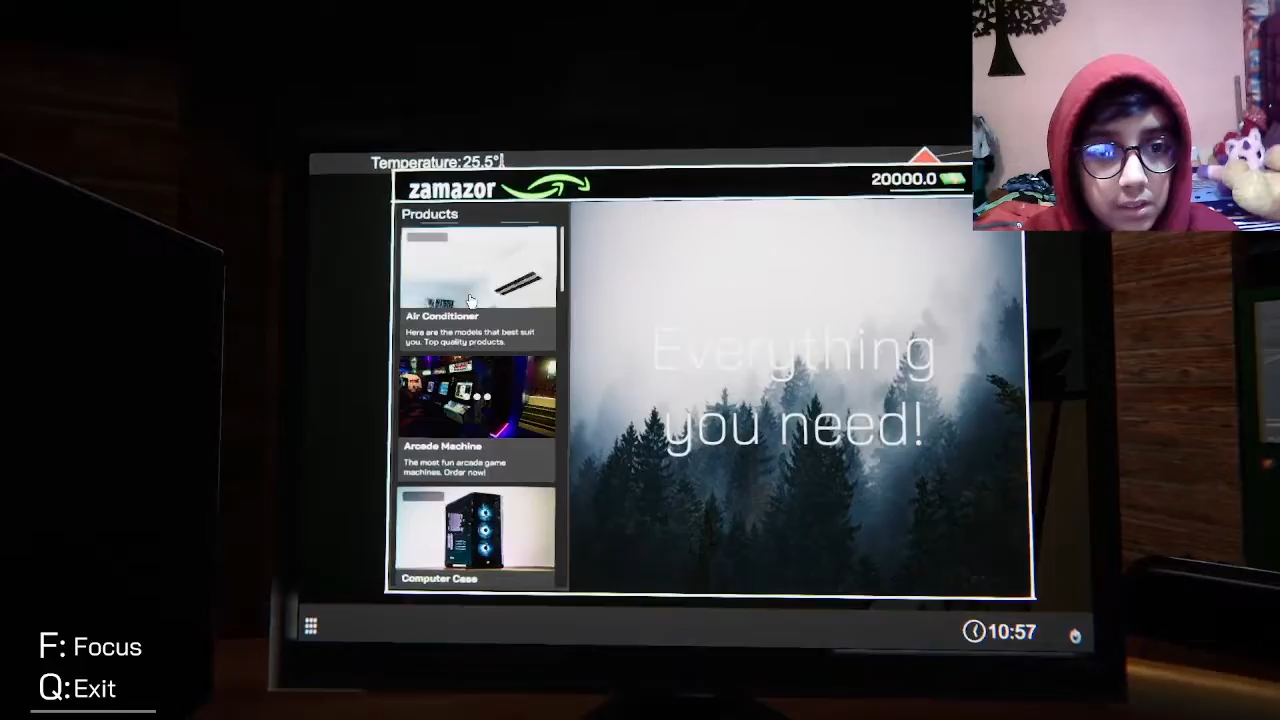 Temperature: 25.5°
zamazor
20000.0
Products
Air Conditioner
Here are the models that best suit
you. Top quality products.
Arcade Machine
The most fun arcade game
machines. Order now!
Computer Case
Everything
you need!
10:57
F: Focus
Q: Exit